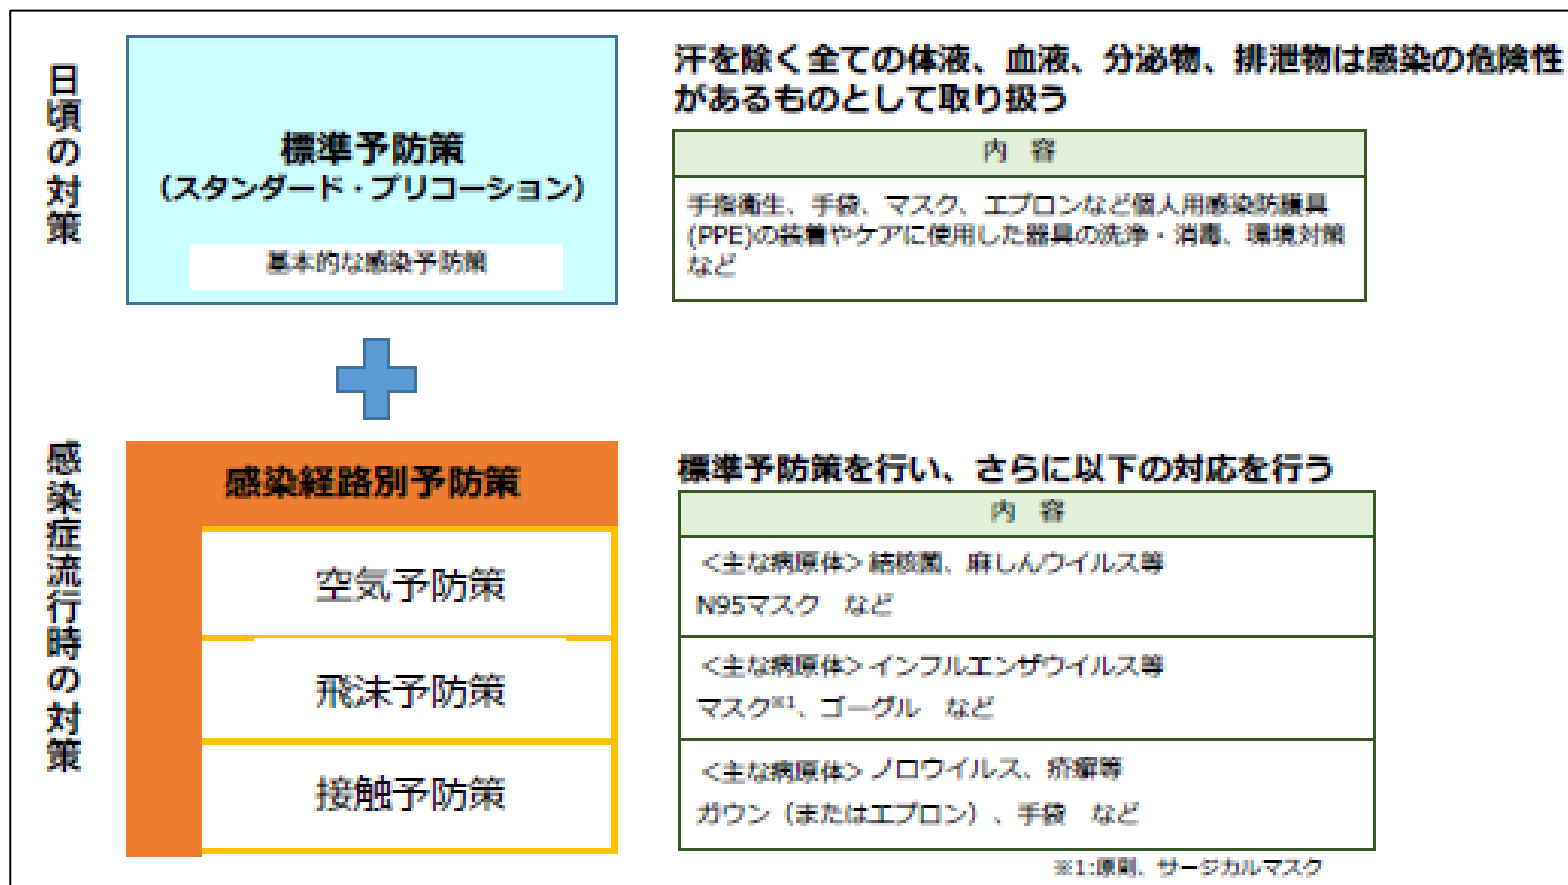 日頃の対策
標準予防策
（スタンダード・プリコーション）
基本的な感染予防策
汗を除く全ての体液、血液、分泌物、排泄物は感染の危険性
があるものとして取り扱う
内 容
手指衛生、手袋、マスク、エプロンなど個人用感染防護具
(PPE)の装着やケアに使用した器具の洗浄・消毒、環境対策
など
感染症流行時の対策
感染経路別予防策
空気予防策
飛沫予防策
接触予防策
標準予防策を行い、さらに以下の対応を行う
内 容
＜主な病原体＞結核菌、麻しんウイルス等
N95マスク　など
＜主な病原体＞インフルエンザウイルス等
マスク※1、ゴーグル　など
＜主な病原体＞ノロウイルス、疥癬等
ガウン（またはエプロン）、手袋　など
※1:原則、サージカルマスク